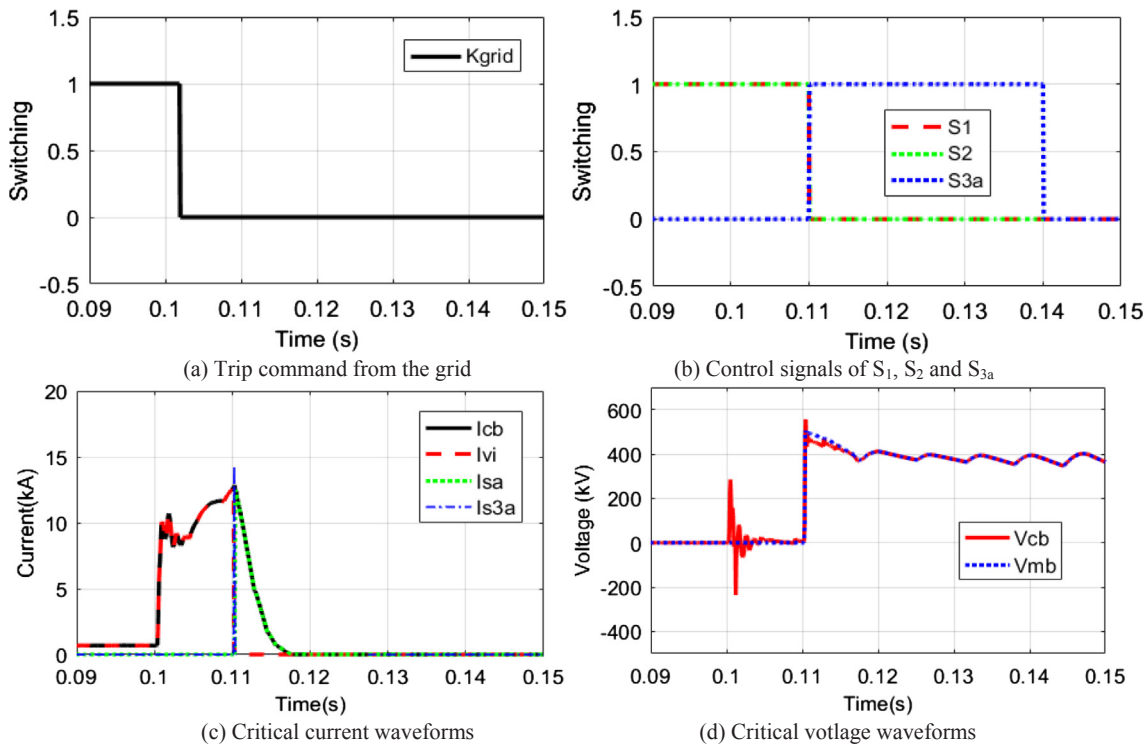 1.5
1
0.5
0
-0.5
Switching
Kgrid
0.09 0.1 0.11 0.12 0.13 0.14 0.15
Time (s)
(a) Trip command from the grid
1.5
1
0.5
0
-0.5
Switching
S1
S2
S3a
0.09 0.1 0.11 0.12 0.13 0.14 0.15
Time (s)
(b) Control signals of S₁, S₂ and S₃ₐ
20
15
10
5
0
Current(kA)
Icb
Ivi
Isa
Is3a
0.09 0.1 0.11 0.12 0.13 0.14 0.15
Time(s)
(c) Critical current waveforms
600
400
200
0
-200
-400
Voltage (kV)
Vcb
Vmb
0.09 0.1 0.11 0.12 0.13 0.14 0.15
Time(s)
(d) Critical votlage waveforms